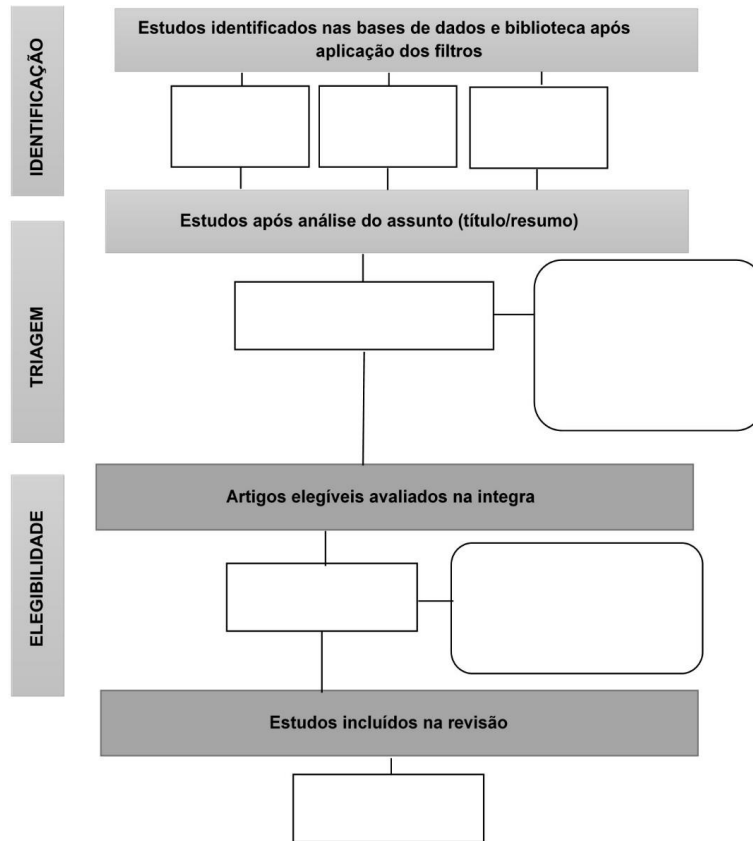 IDENTIFICAÇÃO
Estudos identificados nas bases de dados e biblioteca após
aplicação dos filtros
TRIAGEM
Estudos após análise do assunto (título/resumo)
ELEGIBILIDADE
Artigos elegíveis avaliados na integra
Estudos incluídos na revisão